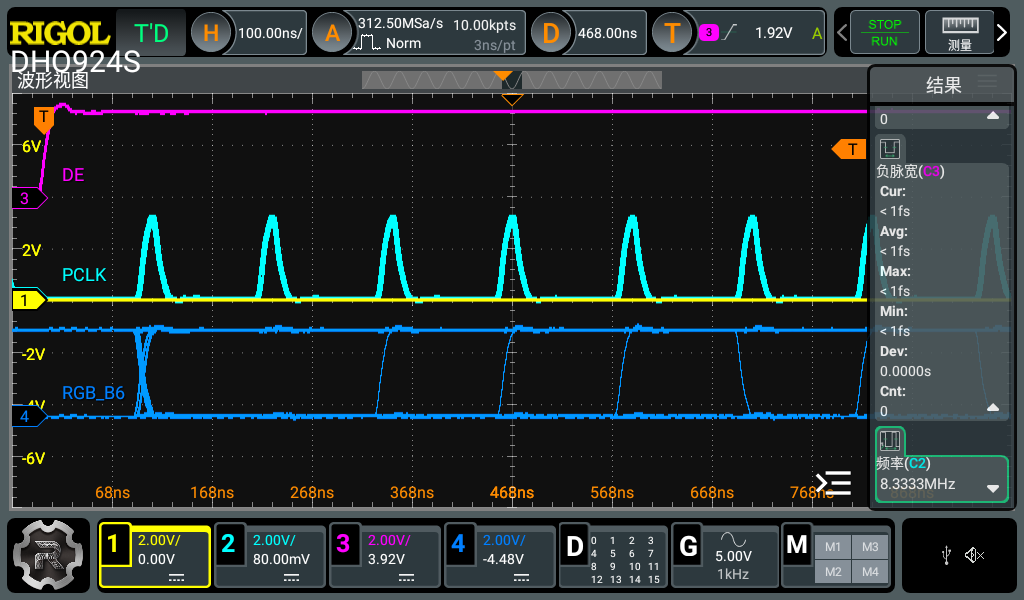 RIGOL T'D H 100.00ns/ A 312.50MSa/s 10.00kpts D 468.00ns T 3 1.92V A STOP
Norm 3ns/pt RUN 测量
DHO924S
波形视图 结果
T 0
6V T
负脉宽(C3)
DE Cur:
3 < 1fs
Avg:
2V < 1fs
PCLK Max:
1 < 1fs
Min:
< 1fs
-2V Dev:
0.0000s
RGB_B6 Cnt:
4 -4V 0
-6V 频率(C2)
8.3333MHz
68ns 168ns 268ns 368ns 468ns 568ns 668ns 768ns 868ns
1 2.00V/ 2 2.00V/ 3 2.00V/ 4 2.00V/ D 0 1 2 3 G M M1 M3
0.00V 80.00mV 3.92V -4.48V 4 5 6 7 5.00V
8 9 10 11 1kHz M2 M4
12 13 14 15